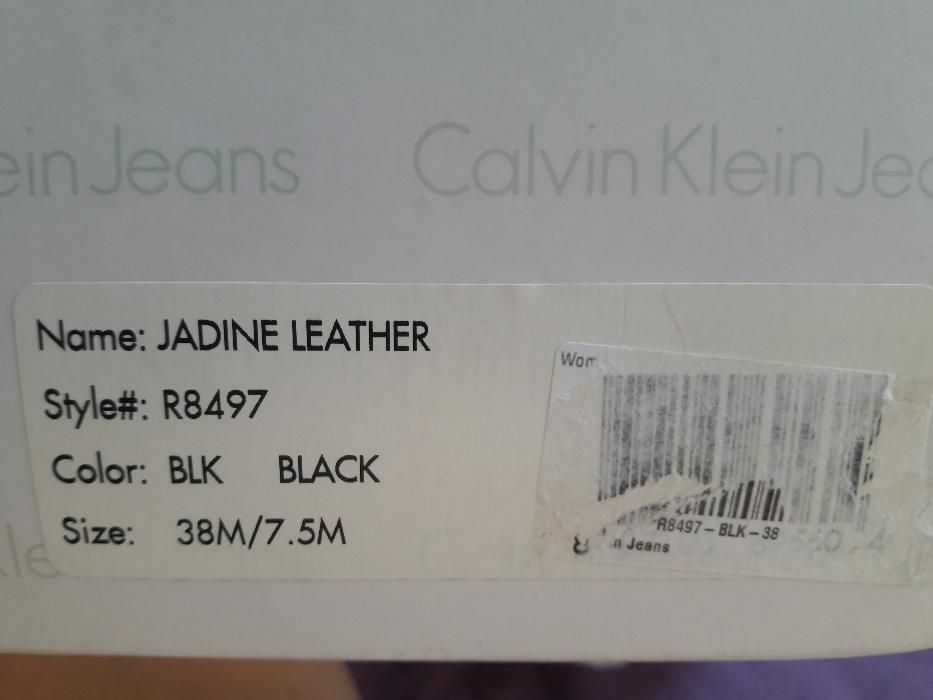 ein Jeans Calvin Klein Jea
Name: JADINE LEATHER
Style#: R8497
Color: BLK BLACK
Size: 38M/7.5M
Wom
R8497-BLK-38
n Jeans